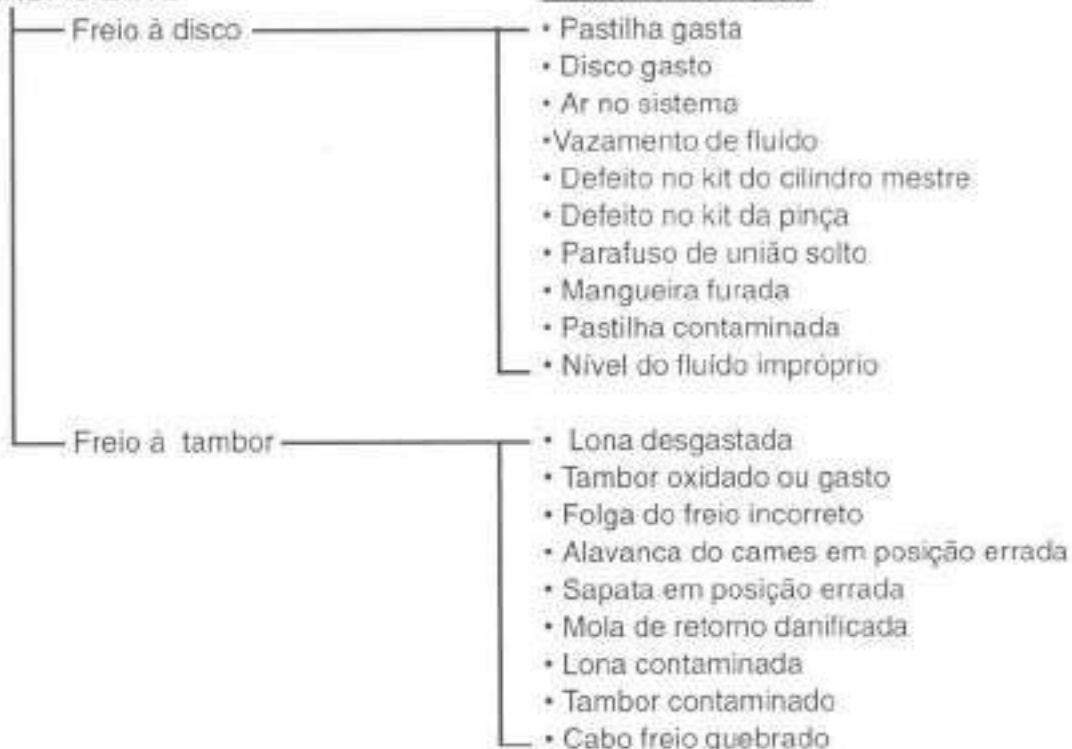 Freio à disco
• Pastilha gasta
• Disco gasto
• Ar no sistema
•Vazamento de fluído
• Defeito no kit do cilindro mestre
• Defeito no kit da pinça
• Parafuso de união solto
• Mangueira furada
• Pastilha contaminada
• Nível do fluído impróprio
Freio à tambor
• Lona desgastada
• Tambor oxidado ou gasto
• Folga do freio incorreto
• Alavanca do cames em posição errada
• Sapata em posição errada
• Mola de retorno danificada
• Lona contaminada
• Tambor contaminado
• Cabo freio quebrado